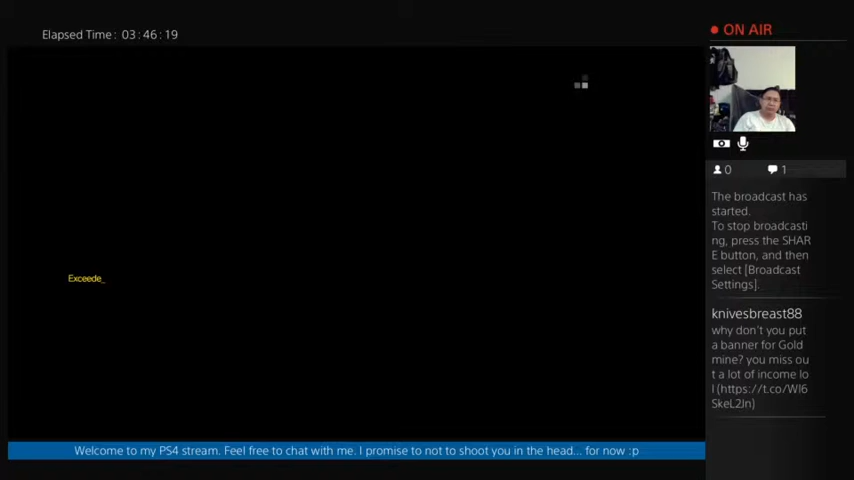 Elapsed Time: 03:46:19
ON AIR
0
1
The broadcast has
started.
To stop broadcasti
ng, press the SHAR
E button, and then
select [Broadcast
Settings].
knivesbreast88
why don't you put
a banner for Gold
mine? you miss ou
t a lot of income lo
l (https://t.co/Wl6
SkeL2Jn)
Exceede_
Welcome to my PS4 stream. Feel free to chat with me. I promise to not to shoot you in the head... for now :p